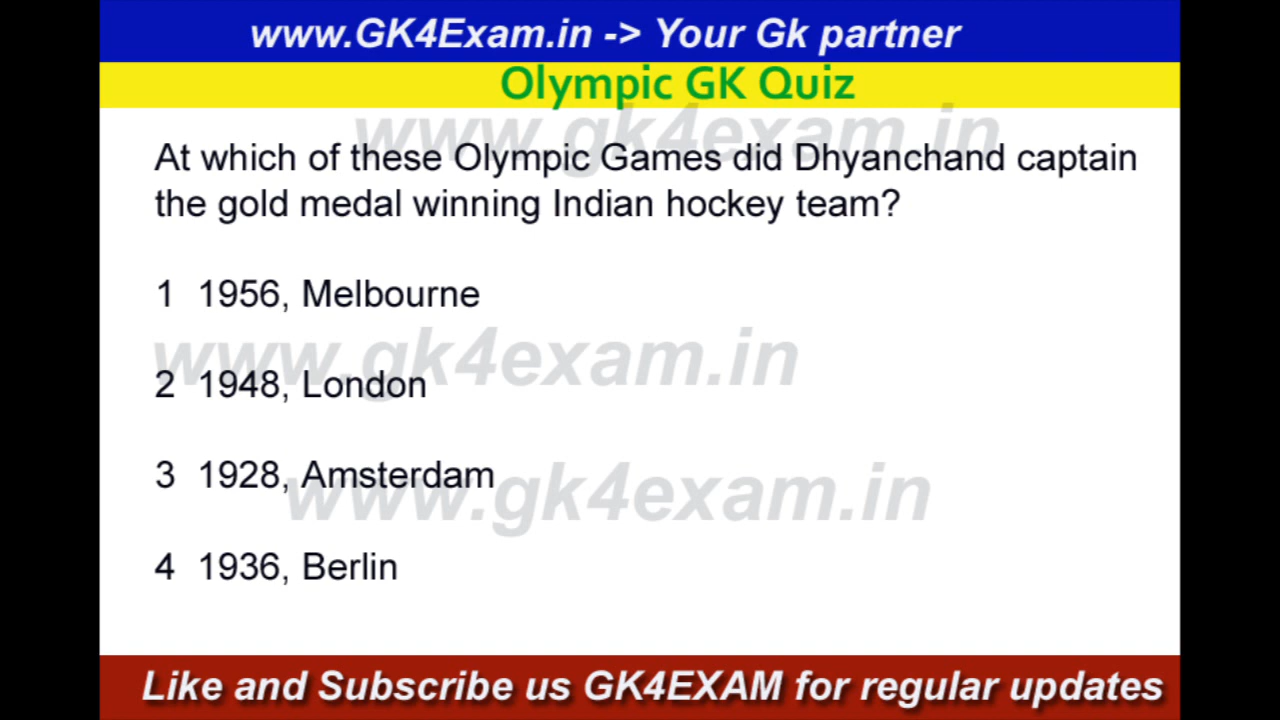 www.GK4Exam.in -> Your Gk partner
Olympic GK Quiz
www.gk4exam.in
At which of these Olympic Games did Dhyanchand captain
the gold medal winning Indian hockey team?
1 1956, Melbourne
www.gk4exam.in
2 1948, London
3 1928, Amsterdam
www.gk4exam.in
4 1936, Berlin
Like and Subscribe us GK4EXAM for regular updates